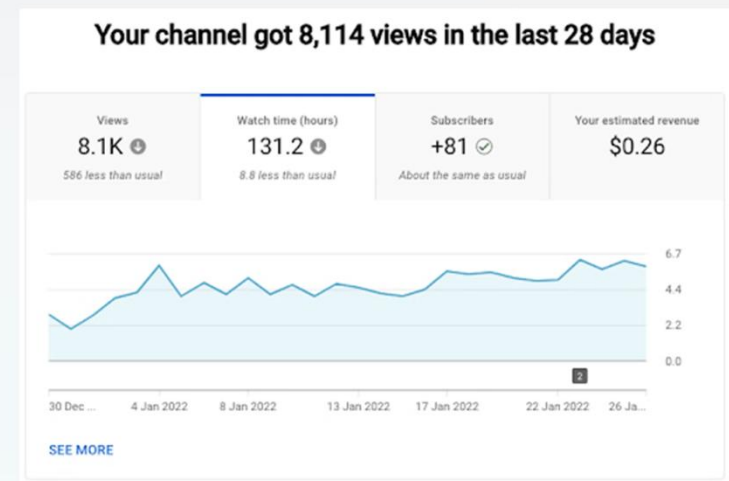 Your channel got 8,114 views in the last 28 days
Views
8.1K
586 less than usual
Watch time (hours)
131.2
8.8 less than usual
Subscribers
+81
About the same as usual
Your estimated revenue
$0.26
6.7
4.4
2.2
0.0
2
30 Dec ... 4 Jan 2022 8 Jan 2022 13 Jan 2022 17 Jan 2022 22 Jan 2022 26 Ja...
SEE MORE